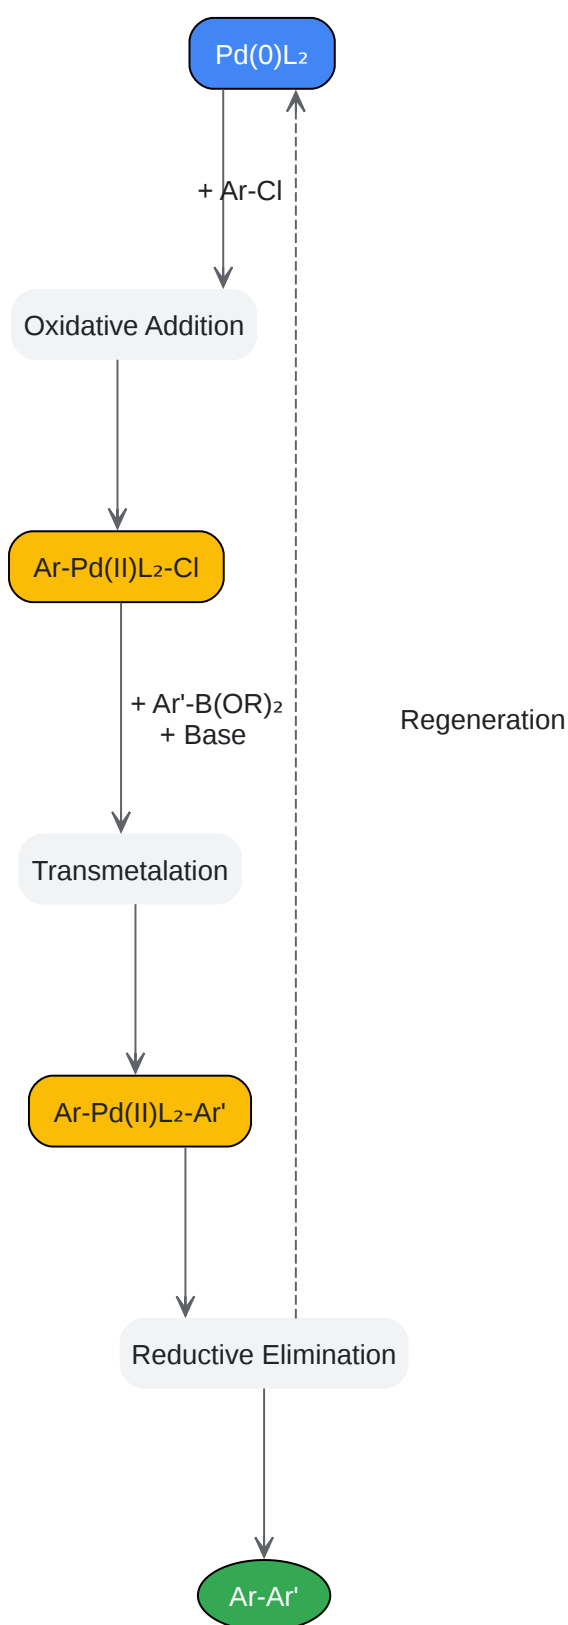 Pd(0)L₂
+ Ar-Cl
Oxidative Addition
Ar-Pd(II)L₂-Cl
+ Ar'-B(OR)₂
+ Base
Regeneration
Transmetalation
Ar-Pd(II)L₂-Ar'
Reductive Elimination
Ar-Ar'